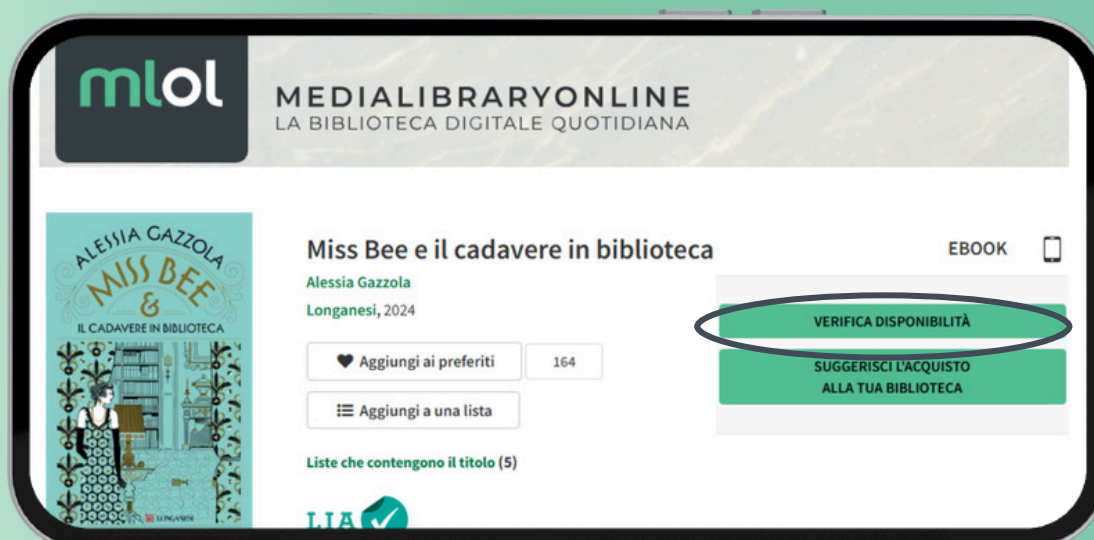 mlol
MEDIALIBRARYONLINE
LA BIBLIOTECA DIGITALE QUOTIDIANA
ALESSIA GAZZOLA
MISS BEE
&
IL CADAVERE IN BIBLIOTECA
LONGANESI
Miss Bee e il cadavere in biblioteca
Alessia Gazzola
Longanesi, 2024
Aggiungi ai preferiti 164
Aggiungi a una lista
Liste che contengono il titolo (5)
LIA
EBOOK
VERIFICA DISPONIBILITÀ
SUGGERISCI L'ACQUISTO
ALLA TUA BIBLIOTECA